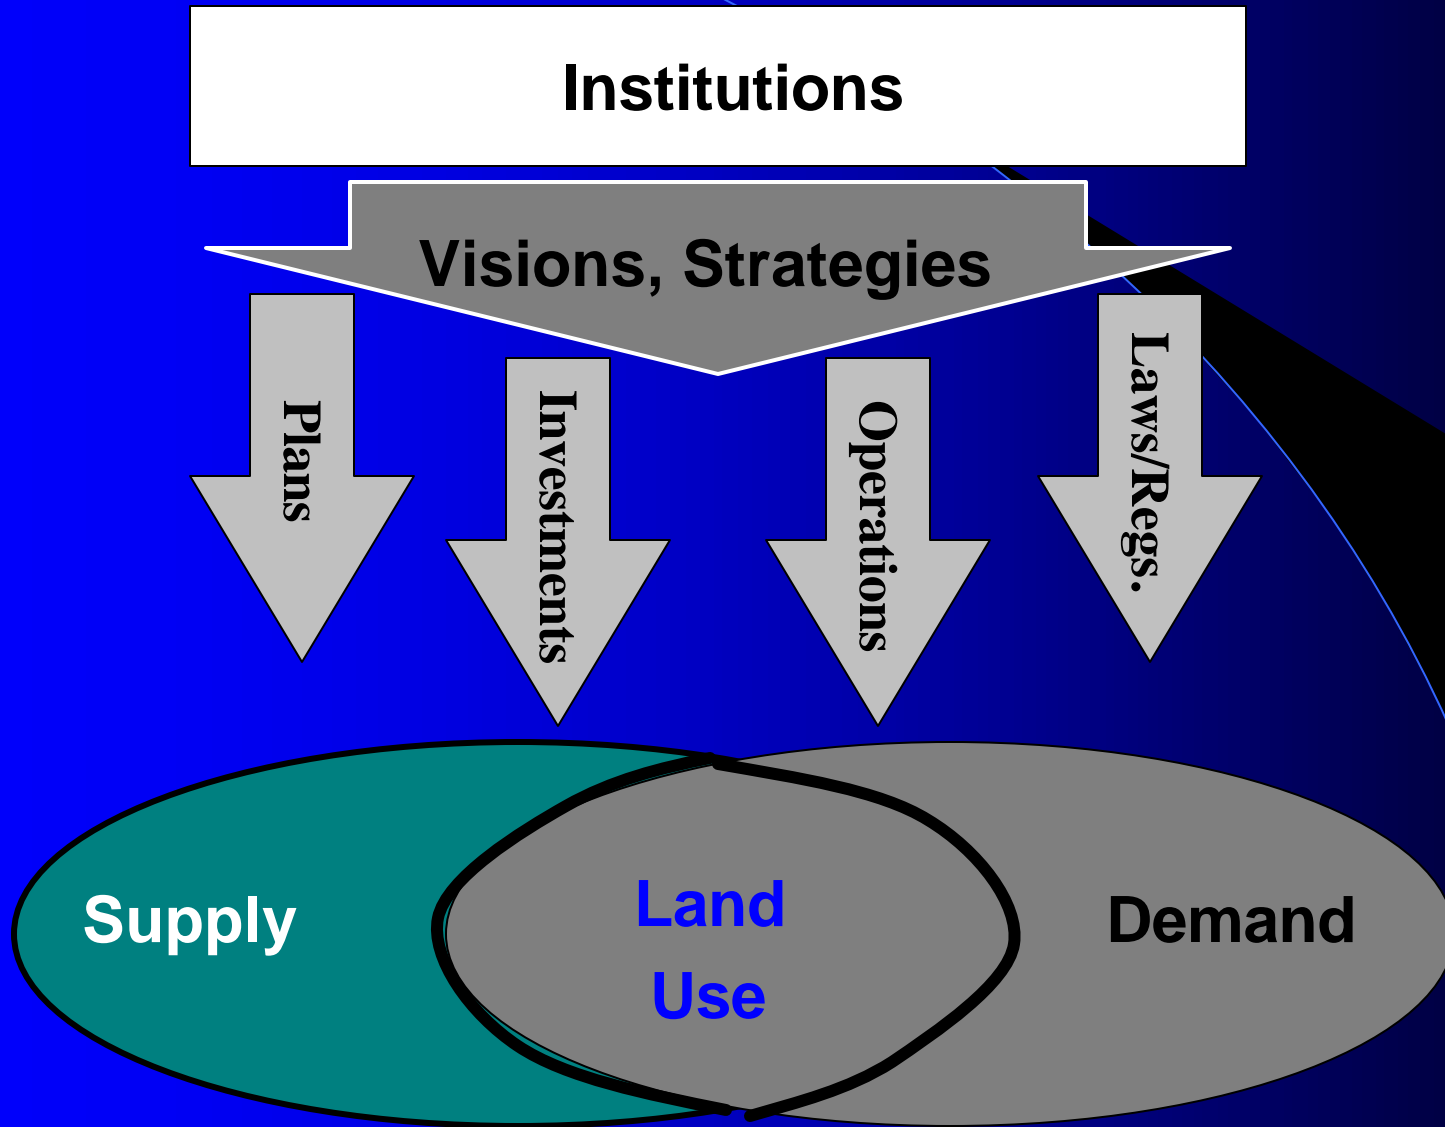 Institutions
Visions, Strategies
Plans
Investments
Operations
Laws/Regs.
Supply
Land
Use
Demand